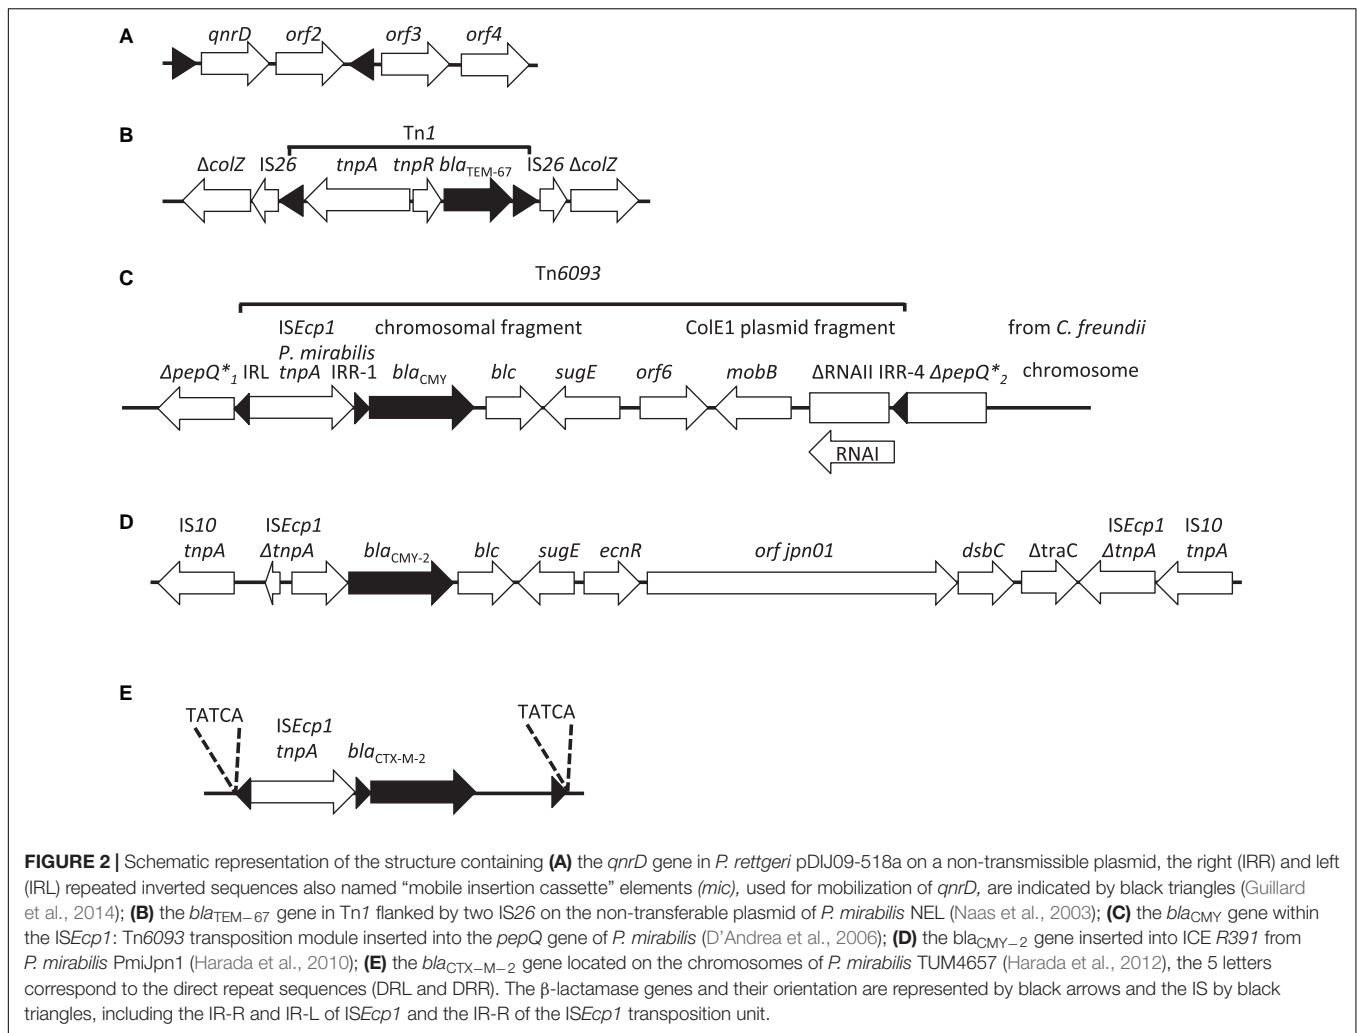 A
qnrD orf2 orf3 orf4
B
Tn1
ΔcolZ IS26 tnpA tnpR blaTEM-67 IS26 ΔcolZ
C
Tn6093
ISEcp1 chromosomal fragment ColE1 plasmid fragment from C. freundii
P. mirabilis
ΔpepQ*1 IRL tnpA IRR-1 blaCMY blc sugE orf6 mobB ΔRNAII IRR-4 ΔpepQ*2 chromosome
RNAI
D
IS10 ISEcp1 ISEcp1 IS10
tnpA ΔtnpA blaCMY-2 blc sugE ecnR orf jpn01 dsbC ΔtraC ΔtnpA tnpA
E
TATCA ISEcp1 TATCA
tnpA blaCTX-M-2
FIGURE 2 | Schematic representation of the structure containing (A) the qnrD gene in P. rettgeri pDIJ09-518a on a non-transmissible plasmid, the right (IRR) and left
(IRL) repeated inverted sequences also named “mobile insertion cassette” elements (mic), used for mobilization of qnrD, are indicated by black triangles (Guillard
et al., 2014); (B) the blaTEM−67 gene in Tn1 flanked by two IS26 on the non-transferable plasmid of P. mirabilis NEL (Naas et al., 2003); (C) the blaCMY gene within
the ISEcp1: Tn6093 transposition module inserted into the pepQ gene of P. mirabilis (D’Andrea et al., 2006); (D) the blaCMY−2 gene inserted into ICE R391 from
P. mirabilis PmiJpn1 (Harada et al., 2010); (E) the blaCTX−M−2 gene located on the chromosomes of P. mirabilis TUM4657 (Harada et al., 2012), the 5 letters
correspond to the direct repeat sequences (DRL and DRR). The β-lactamase genes and their orientation are represented by black arrows and the IS by black
triangles, including the IR-R and IR-L of ISEcp1 and the IR-R of the ISEcp1 transposition unit.